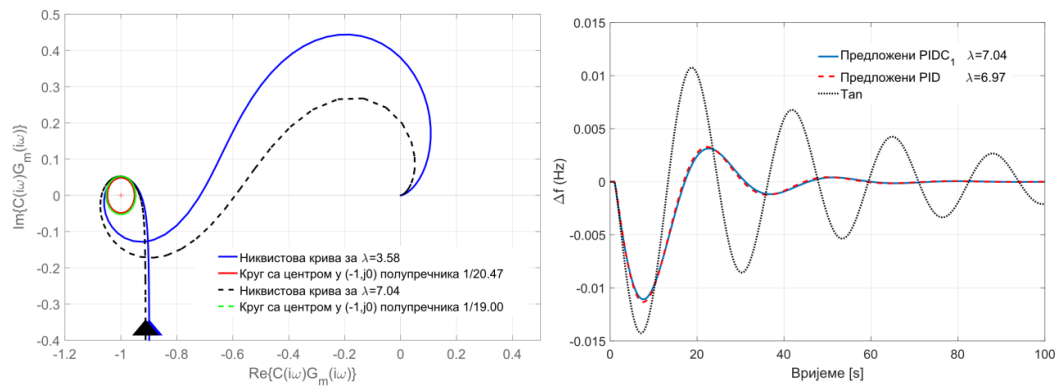 0.5
0.4
0.3
0.2
0.1
0
-0.1
-0.2
-0.3
-0.4
Im{C(iω)G_m(iω)}
Никвистова крива за λ=3.58
Круг са центром у (-1,j0) полупречника 1/20.47
Никвистова крива за λ=7.04
Круг са центром у (-1,j0) полупречника 1/19.00
-1.2 -1 -0.8 -0.6 -0.4 -0.2 0 0.2 0.4
Re{C(iω)G_m(iω)}
0.015
0.01
0.005
0
-0.005
-0.01
-0.015
Δf (Hz)
Предложени PIDC_1 λ=7.04
Предложени PID λ=6.97
Tan
0 20 40 60 80 100
Вријеме [s]